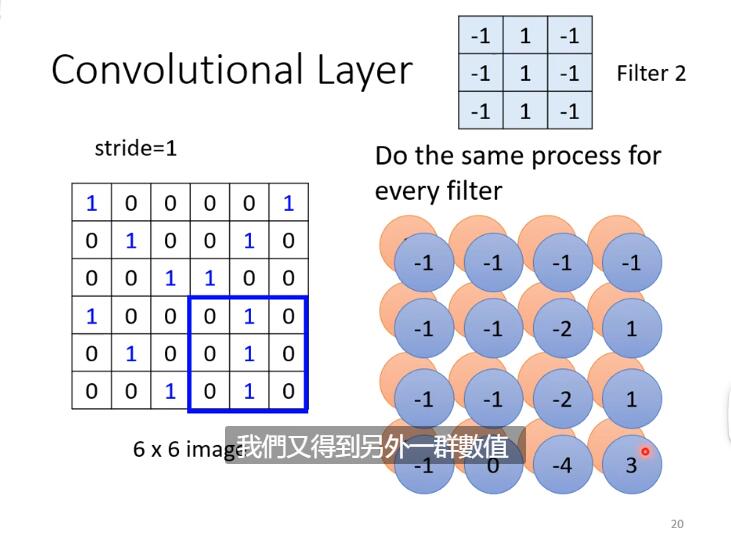 -1 1 -1
Convolutional Layer
-1 1 -1
Filter 2
-1 1 -1
stride=1
Do the same process for
every filter
1 0 0 0 0 1
0 1 0 0 1 0
0 0 1 1 0 0
1 0 0 0 1 0
0 1 0 0 1 0
0 0 1 0 1 0
-1 -1 -1 -1
-1 -1 -2 1
-1 -1 -2 1
-1 0 -4 3
6 x 6 image
我們又得到另外一群數值
20